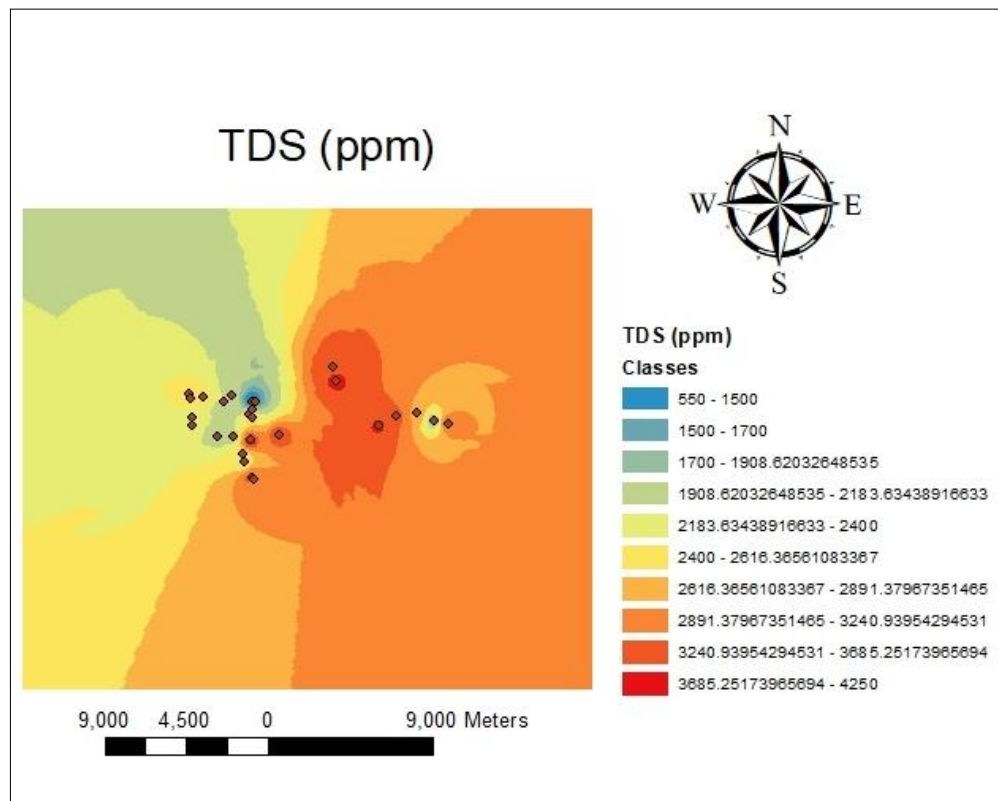 TDS (ppm)
N
W E
S
TDS (ppm)
Classes
550 - 1500
1500 - 1700
1700 - 1908.62032648535
1908.62032648535 - 2183.63438916633
2183.63438916633 - 2400
2400 - 2616.36561083367
2616.36561083367 - 2891.37967351465
2891.37967351465 - 3240.93954294531
3240.93954294531 - 3685.25173965694
3685.25173965694 - 4250
9,000 4,500 0 9,000 Meters